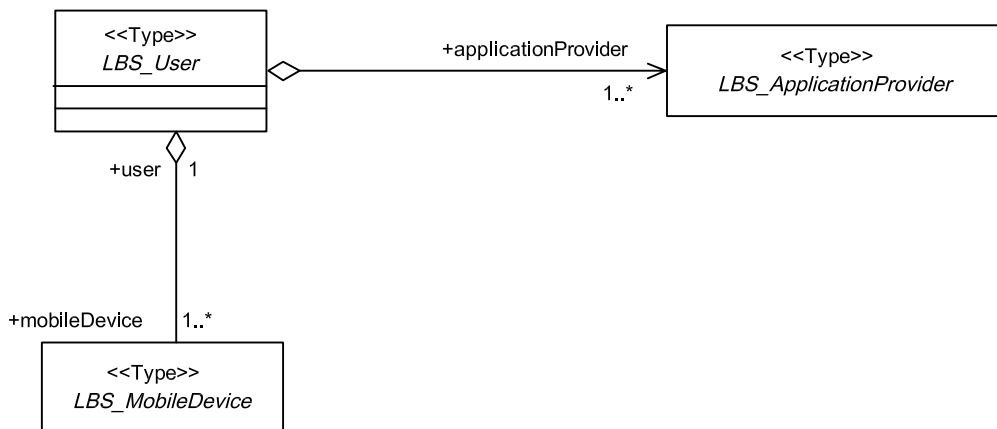 <<Type>>
LBS_User
+applicationProvider
1..*
<<Type>>
LBS_ApplicationProvider
+user
1
+mobileDevice
1..*
<<Type>>
LBS_MobileDevice